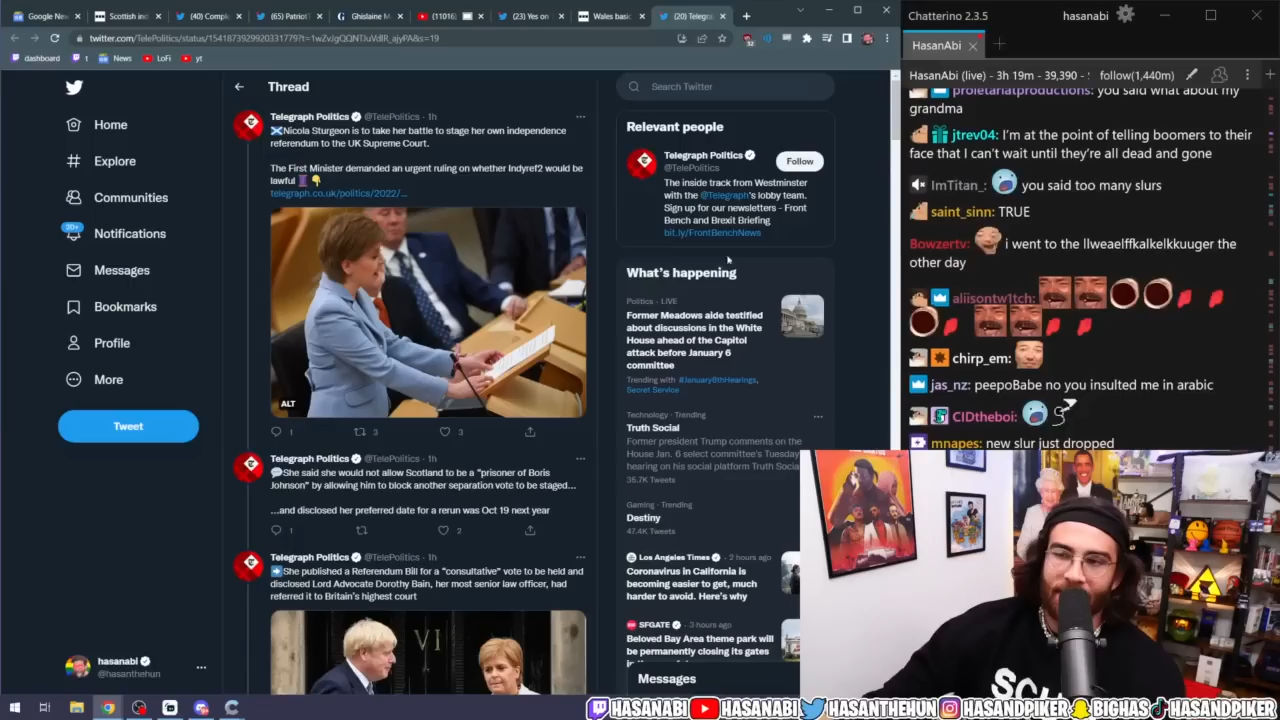 Google New
Scottish ind
(40) Compl
(65) Patriot
Ghislaine M
(11016)
(23) Yes on
Wales basic
(20) Telegra
twitter.com/TelePolitics/status/1541873929920331779?t=1wZvJgQQNTJuVdlR_ajyPA&s=19
dashboard
News
LoFi
yt
Home
Explore
Communities
20+
Notifications
Messages
Bookmarks
Profile
More
Tweet
hasanabi
@hasanthehun
Thread
Telegraph Politics @TelePolitics · 1h
Nicola Sturgeon is to take her battle to stage her own independence
referendum to the UK Supreme Court.
The First Minister demanded an urgent ruling on whether Indyref2 would be
lawful
telegraph.co.uk/politics/2022/...
ALT
1 3 3
Telegraph Politics @TelePolitics · 1h
She said she would not allow Scotland to be a "prisoner of Boris
Johnson" by allowing him to block another separation vote to be staged...
...and disclosed her preferred date for a rerun was Oct 19 next year
1 2
Telegraph Politics @TelePolitics · 1h
She published a Referendum Bill for a "consultative" vote to be held and
disclosed Lord Advocate Dorothy Bain, her most senior law officer, had
referred it to Britain's highest court
Search Twitter
Relevant people
Telegraph Politics
@TelePolitics
Follow
The inside track from Westminster
with the @Telegraph's lobby team.
Sign up for our newsletters - Front
Bench and Brexit Briefing
bit.ly/FrontBenchNews
What's happening
Politics · LIVE
Former Meadows aide testified
about discussions in the White
House ahead of the Capitol
attack before January 6
committee
Trending with #January6thHearings,
Secret Service
Technology · Trending
Truth Social
Former president Trump comments on the
House Jan. 6 select committee's Tuesday
hearing on his social platform Truth Socia
35.7K Tweets
Gaming · Trending
Destiny
47.4K Tweets
Los Angeles Times · 2 hours ago
Coronavirus in California is
becoming easier to get, much
harder to avoid. Here's why
SFGATE · 3 hours ago
Beloved Bay Area theme park will
be permanently closing its gates
Messages
Chatterino 2.3.5
hasanabi
HasanAbi
HasanAbi (live) - 3h 19m - 39,390 -
follow(1,440m)
proletariatproductions: you said what about my
grandma
jtrev04: I'm at the point of telling boomers to their
face that I can't wait until they're all dead and gone
ImTitan_: you said too many slurs
saint_sinn: TRUE
Bowzertv: i went to the llweaelffkalkelkkuuger the
other day
aliisontw1tch:
chirp_em:
jas_nz: peepoBabe no you insulted me in arabic
CIDtheboi:
mnapes: new slur just dropped
HASANABI HASANABI HASANTHEHUN HASANDPIKER BIGHAS HASANDPIKER